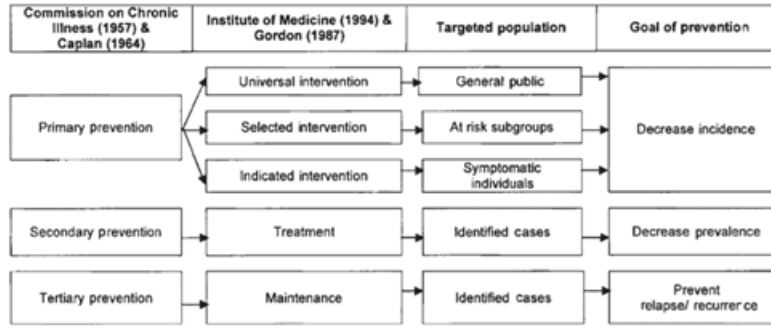 Commission on Chronic
Illness (1957) &
Caplan (1964)
Institute of Medicine (1994) &
Gordon (1987)
Targeted population
Goal of prevention
Primary prevention
Universal intervention
General public
Selected intervention
At risk subgroups
Indicated intervention
Symptomatic
individuals
Decrease incidence
Secondary prevention
Treatment
Identified cases
Decrease prevalence
Tertiary prevention
Maintenance
Identified cases
Prevent
relapse/ recurrence